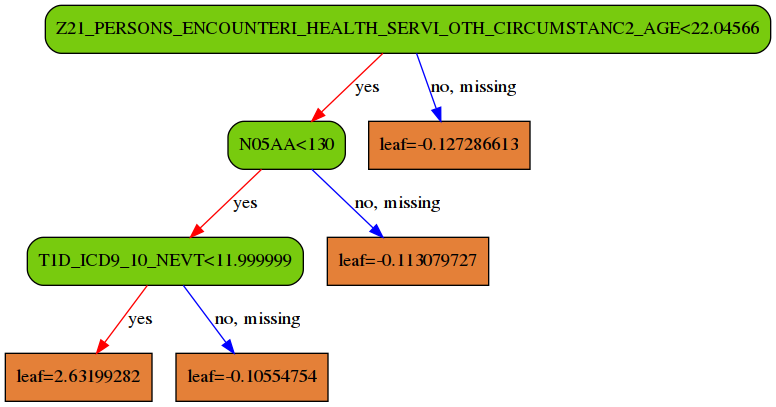 Z21_PERSONS_ENCOUNTERI_HEALTH_SERVI_OTH_CIRCUMSTANC2_AGE<22.04566
yes
no, missing
N05AA<130
leaf=-0.127286613
yes
no, missing
T1D_ICD9_10_NEVT<11.999999
leaf=-0.113079727
yes
no, missing
leaf=2.63199282
leaf=-0.10554754